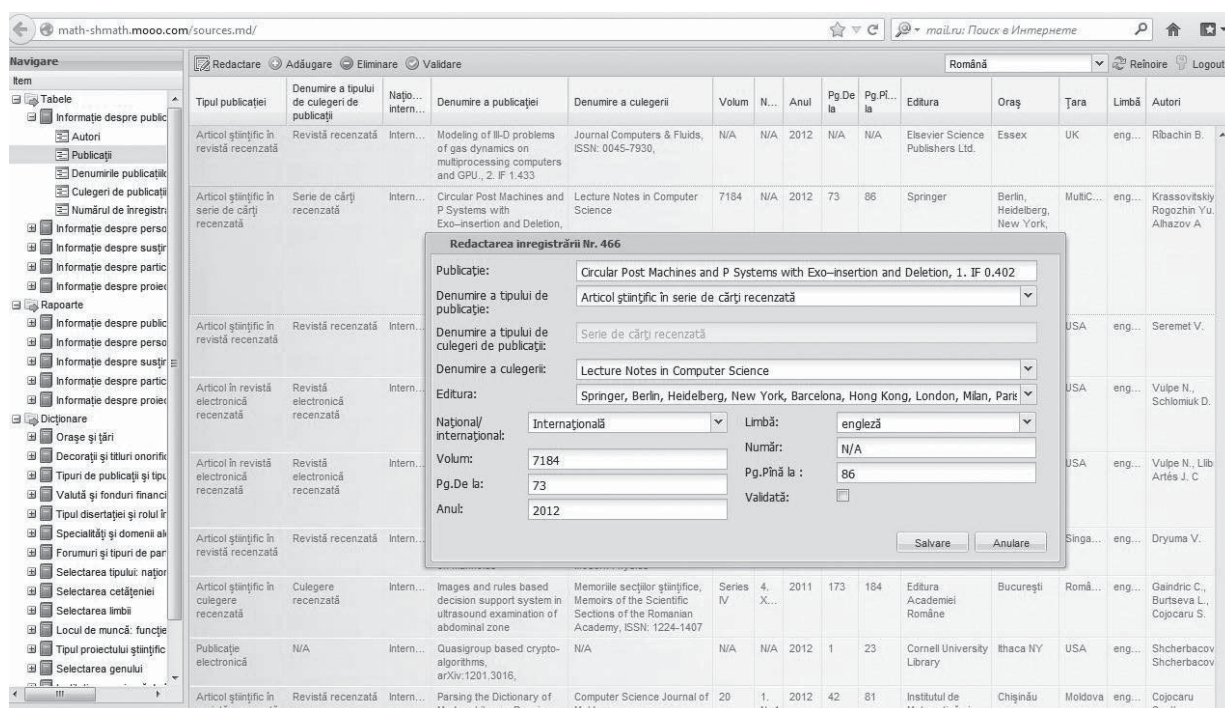 math-shmath.mooo.com/sources.md/
mail.ru: Поиск в Интернете
Navigare
Redactare Adăugare Eliminare Validare
Română
Reînoire Logout
Item
Tabele
Informație despre public
Autori
Publicații
Denumirile publicațiilo
Culegeri de publicații
Numărul de înregistra
Informație despre perso
Informație despre susțir
Informație despre partic
Informație despre proiec
Rapoarte
Informație despre public
Informație despre perso
Informație despre susțir
Informație despre partic
Informație despre proiec
Dicționare
Orașe și țări
Decorații și titluri onorific
Tipuri de publicații și tipu
Valută și fonduri financi
Tipul disertației și rolul îr
Specialități și domenii ale
Forumuri și tipuri de par
Selectarea tipului: națior
Selectarea cetățeniei
Selectarea limbii
Locul de muncă: funcție
Tipul proiectului științific
Selectarea genului
Tipul publicației
Denumire a tipului
de culegeri de
publicații
Națio...
intern...
Denumire a publicației
Denumire a culegerii
Volum
N...
Anul
Pg.De
la
Pg.Pî...
la
Editura
Oraș
Țara
Limbă
Autori
Articol științific în
revistă recenzată
Revistă recenzată
Intern...
Modeling of III-D problems
of gas dynamics on
multiprocessing computers
and GPU., 2. IF 1.433
Journal Computers & Fluids,
ISSN: 0045-7930,
N/A
N/A
2012
N/A
N/A
Elsevier Science
Publishers Ltd.
Essex
UK
eng...
Rîbachin B.
Articol științific în
serie de cărți
recenzată
Serie de cărți
recenzată
Intern...
Circular Post Machines and
P Systems with
Exo–insertion and Deletion,
Lecture Notes in Computer
Science
7184
N/A
2012
73
86
Springer
Berlin,
Heidelberg,
New York,
MultiC...
eng...
Krassovitskiy
Rogozhin Yu.
Alhazov A
Redactarea inregistrării Nr. 466
Publicație:
Circular Post Machines and P Systems with Exo–insertion and Deletion, 1. IF 0.402
Denumire a tipului de
publicație:
Articol științific în serie de cărți recenzată
Denumire a tipului de
culegeri de publicații:
Serie de cărți recenzată
Denumire a culegerii:
Lecture Notes in Computer Science
Editura:
Springer, Berlin, Heidelberg, New York, Barcelona, Hong Kong, London, Milan, Paris
Național/
internațional:
Internațională
Limbă:
engleză
Număr:
N/A
Volum:
7184
Pg.Pînă la :
86
Pg.De la:
73
Validată:
Anul:
2012
Salvare
Anulare
Articol științific în
revistă recenzată
Revistă recenzată
Intern...
USA
eng...
Seremet V.
Articol în revistă
electronică
recenzată
Revistă
electronică
recenzată
Intern...
USA
eng...
Vulpe N.,
Schlomiuk D.
Articol în revistă
electronică
recenzată
Revistă
electronică
recenzată
Intern...
USA
eng...
Vulpe N., Llib
Artés J. C
Articol științific în
revistă recenzată
Revistă recenzată
Intern...
Singa...
eng...
Dryuma V.
Articol științific în
culegere
recenzată
Culegere
recenzată
Intern...
Images and rules based
decision support system in
ultrasound examination of
abdominal zone
Memoriile secțiilor științifice,
Memoirs of the Scientific
Sections of the Romanian
Academy, ISSN: 1224-1407
Series
IV
4.
X...
2011
173
184
Editura
Academiei
Române
București
Româ...
eng...
Gaindric C.,
Burtseva L.,
Cojocaru S.
Publicație
electronică
N/A
Intern...
Quasigroup based crypto-
algorithms,
arXiv:1201.3016,
N/A
N/A
N/A
2012
1
23
Cornell University
Library
Ithaca NY
USA
eng...
Shcherbacov
Shcherbacov
Articol științific în
Revistă recenzată
Intern...
Parsing the Dictionary of
Computer Science Journal of
20
1.
2012
42
81
Institutul de
Chișinău
Moldova
eng...
Cojocaru